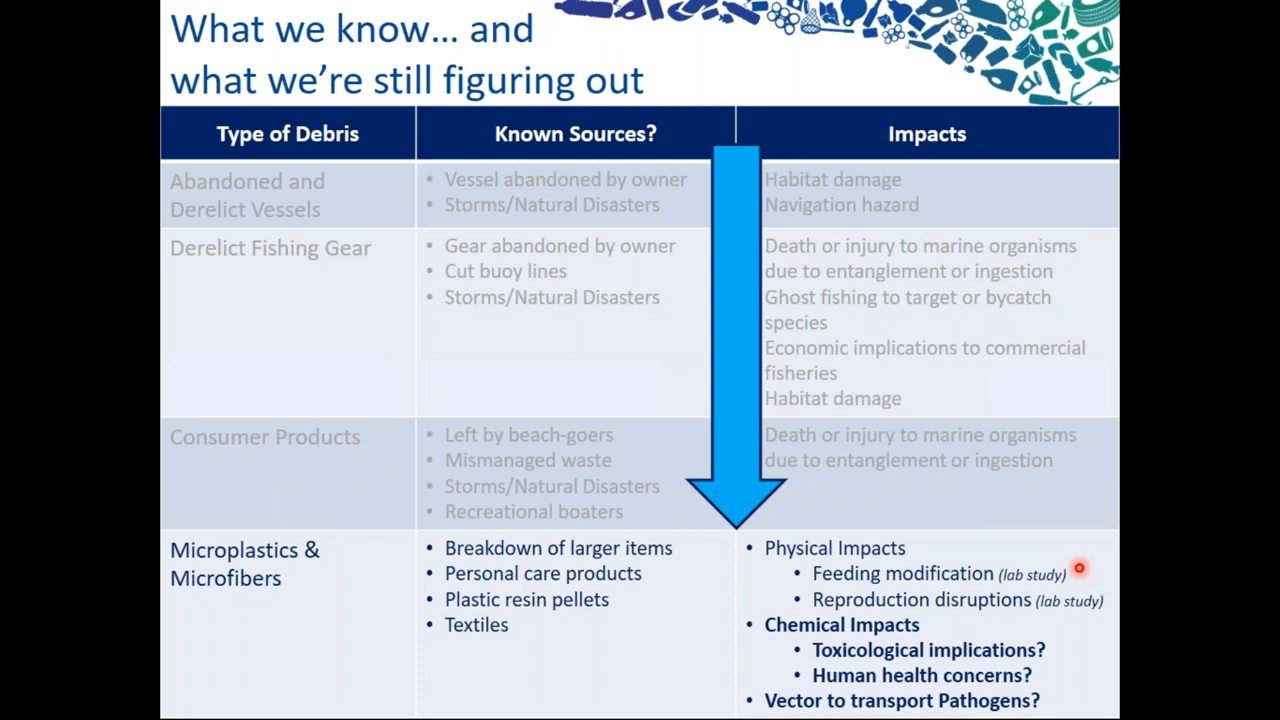 What we know... and
what we're still figuring out
Type of Debris
Known Sources?
Impacts
Abandoned and
Derelict Vessels
• Vessel abandoned by owner
• Storms/Natural Disasters
Habitat damage
Navigation hazard
Derelict Fishing Gear
• Gear abandoned by owner
• Cut buoy lines
• Storms/Natural Disasters
Death or injury to marine organisms
due to entanglement or ingestion
Ghost fishing to target or bycatch
species
Economic implications to commercial
fisheries
Habitat damage
Consumer Products
• Left by beach-goers
• Mismanaged waste
• Storms/Natural Disasters
• Recreational boaters
Death or injury to marine organisms
due to entanglement or ingestion
Microplastics &
Microfibers
• Breakdown of larger items
• Personal care products
• Plastic resin pellets
• Textiles
• Physical Impacts
• Feeding modification (lab study)
• Reproduction disruptions (lab study)
• Chemical Impacts
• Toxicological implications?
• Human health concerns?
• Vector to transport Pathogens?